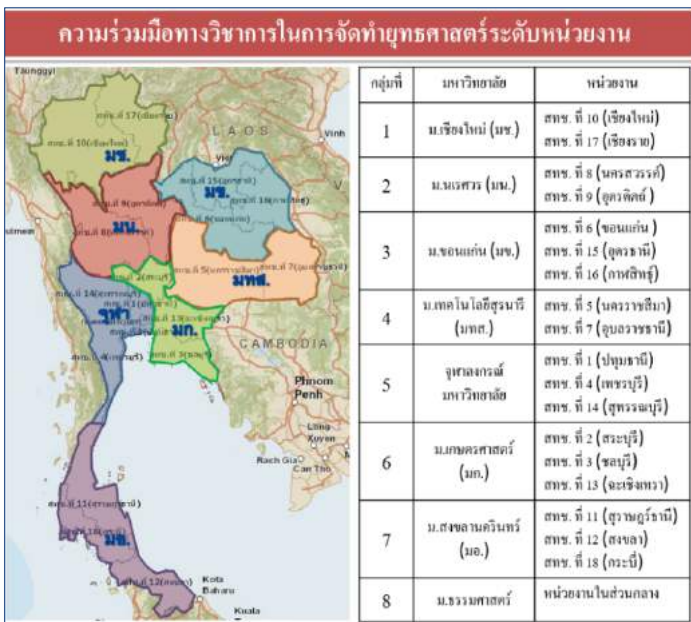 ความร่วมมือทางวิชาการในการจัดทำยุทธศาสตร์ระดับหน่วยงาน
Taunggyi
LAOS
Vinh
มช.
มข.
มน.
มทส.
จุฬา
มก.
CAMBODIA
Phnom
Penh
Long
Xuyen
Rach Gia
Can Tho
มอ.
Kota
Baharu
Kuala
กลุ่มที่
มหาวิทยาลัย
หน่วยงาน
1
ม.เชียงใหม่ (มช.)
สทช. ที่ 10 (เชียงใหม่)
สทช. ที่ 17 (เชียงราย)
2
ม.นเรศวร (มน.)
สทช. ที่ 8 (นครสวรรค์)
สทช. ที่ 9 (อุตรดิตถ์)
3
ม.ขอนแก่น (มข.)
สทช. ที่ 6 (ขอนแก่น)
สทช. ที่ 15 (อุดรธานี)
สทช. ที่ 16 (กาฬสินธุ์)
4
ม.เทคโนโลยีสุรนารี
(มทส.)
สทช. ที่ 5 (นครราชสีมา)
สทช. ที่ 7 (อุบลราชธานี)
5
จุฬาลงกรณ์
มหาวิทยาลัย
สทช. ที่ 1 (ปทุมธานี)
สทช. ที่ 4 (เพชรบุรี)
สทช. ที่ 14 (สุพรรณบุรี)
6
ม.เกษตรศาสตร์
(มก.)
สทช. ที่ 2 (สระบุรี)
สทช. ที่ 3 (ชลบุรี)
สทช. ที่ 13 (ฉะเชิงเทรา)
7
ม.สงขลานครินทร์
(มอ.)
สทช. ที่ 11 (สุราษฎร์ธานี)
สทช. ที่ 12 (สงขลา)
สทช. ที่ 18 (กระบี่)
8
ม.ธรรมศาสตร์
หน่วยงานในส่วนกลาง